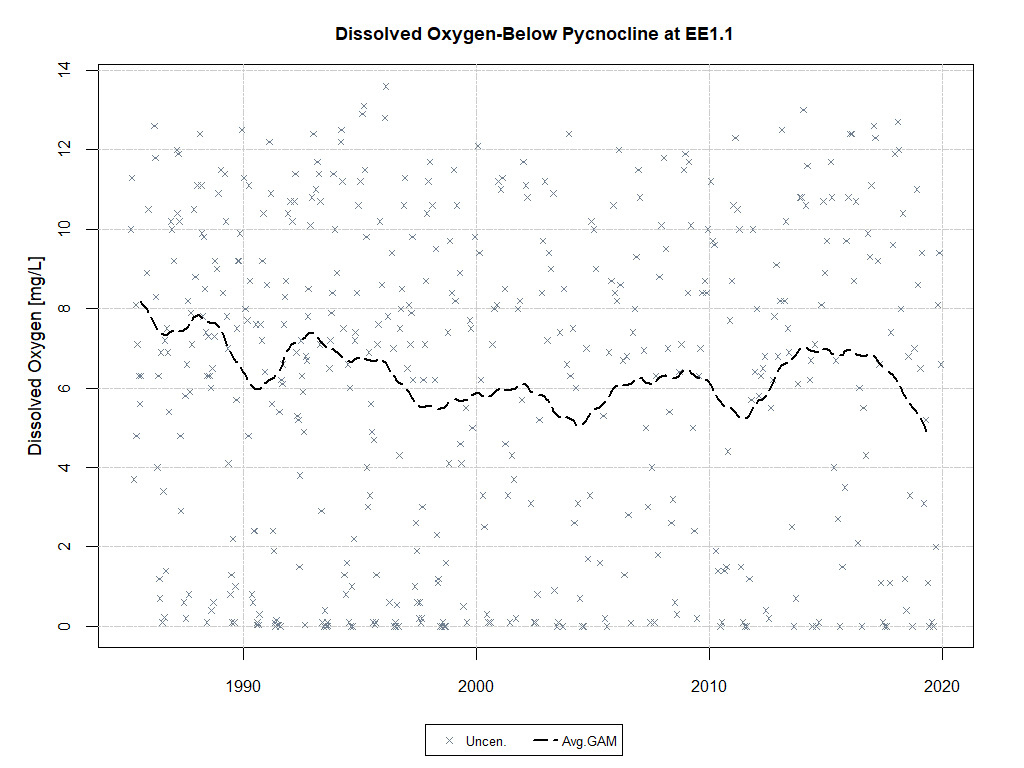 Dissolved Oxygen-Below Pycnocline at EE1.1
Dissolved Oxygen [mg/L]
14
12
10
8
6
4
2
0
1990 2000 2010 2020
Uncen. Avg.GAM